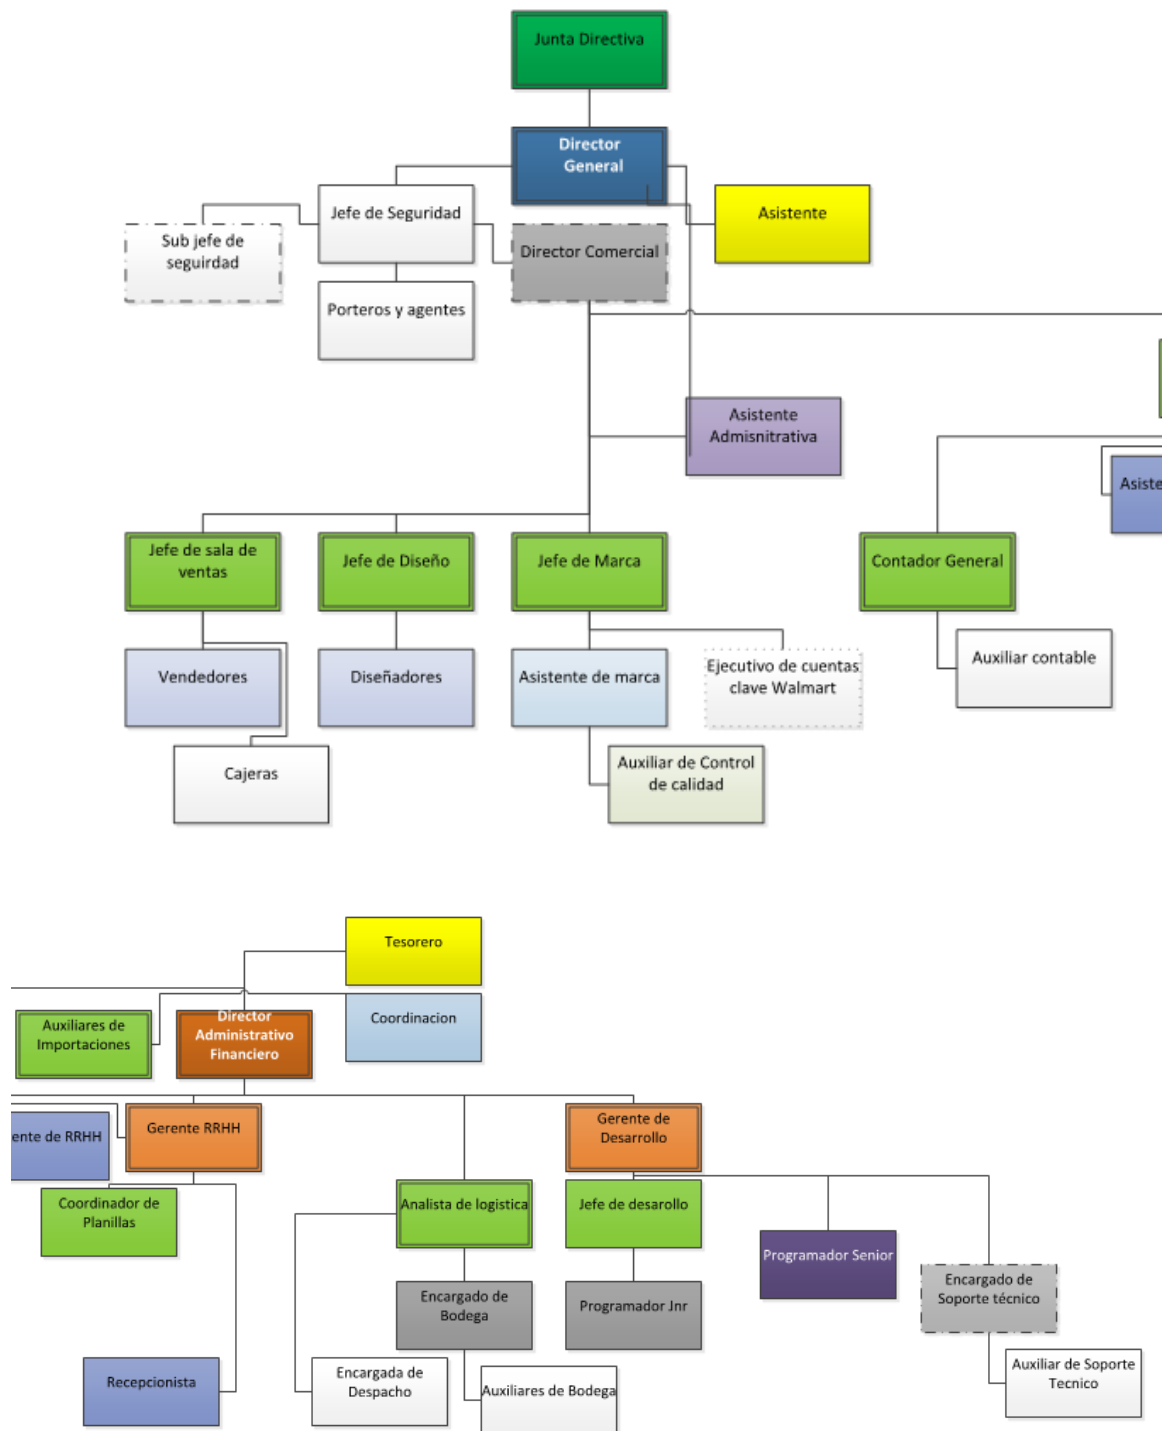 Junta Directiva
Director
General
Jefe de Seguridad
Asistente
Sub jefe de
seguirdad
Director Comercial
Porteros y agentes
Asistente
Admisnitrativa
Asiste
Jefe de sala de
ventas
Jefe de Diseño
Jefe de Marca
Contador General
Vendedores
Diseñadores
Asistente de marca
Ejecutivo de cuentas
clave Walmart
Auxiliar contable
Cajeras
Auxiliar de Control
de calidad
Tesorero
Auxiliares de
Importaciones
Director
Administrativo
Financiero
Coordinacion
ente de RRHH
Gerente RRHH
Gerente de
Desarrollo
Coordinador de
Planillas
Analista de logistica
Jefe de desarollo
Programador Senior
Encargado de
Soporte técnico
Encargado de
Bodega
Programador Jnr
Recepcionista
Encargada de
Despacho
Auxiliares de Bodega
Auxiliar de Soporte
Tecnico